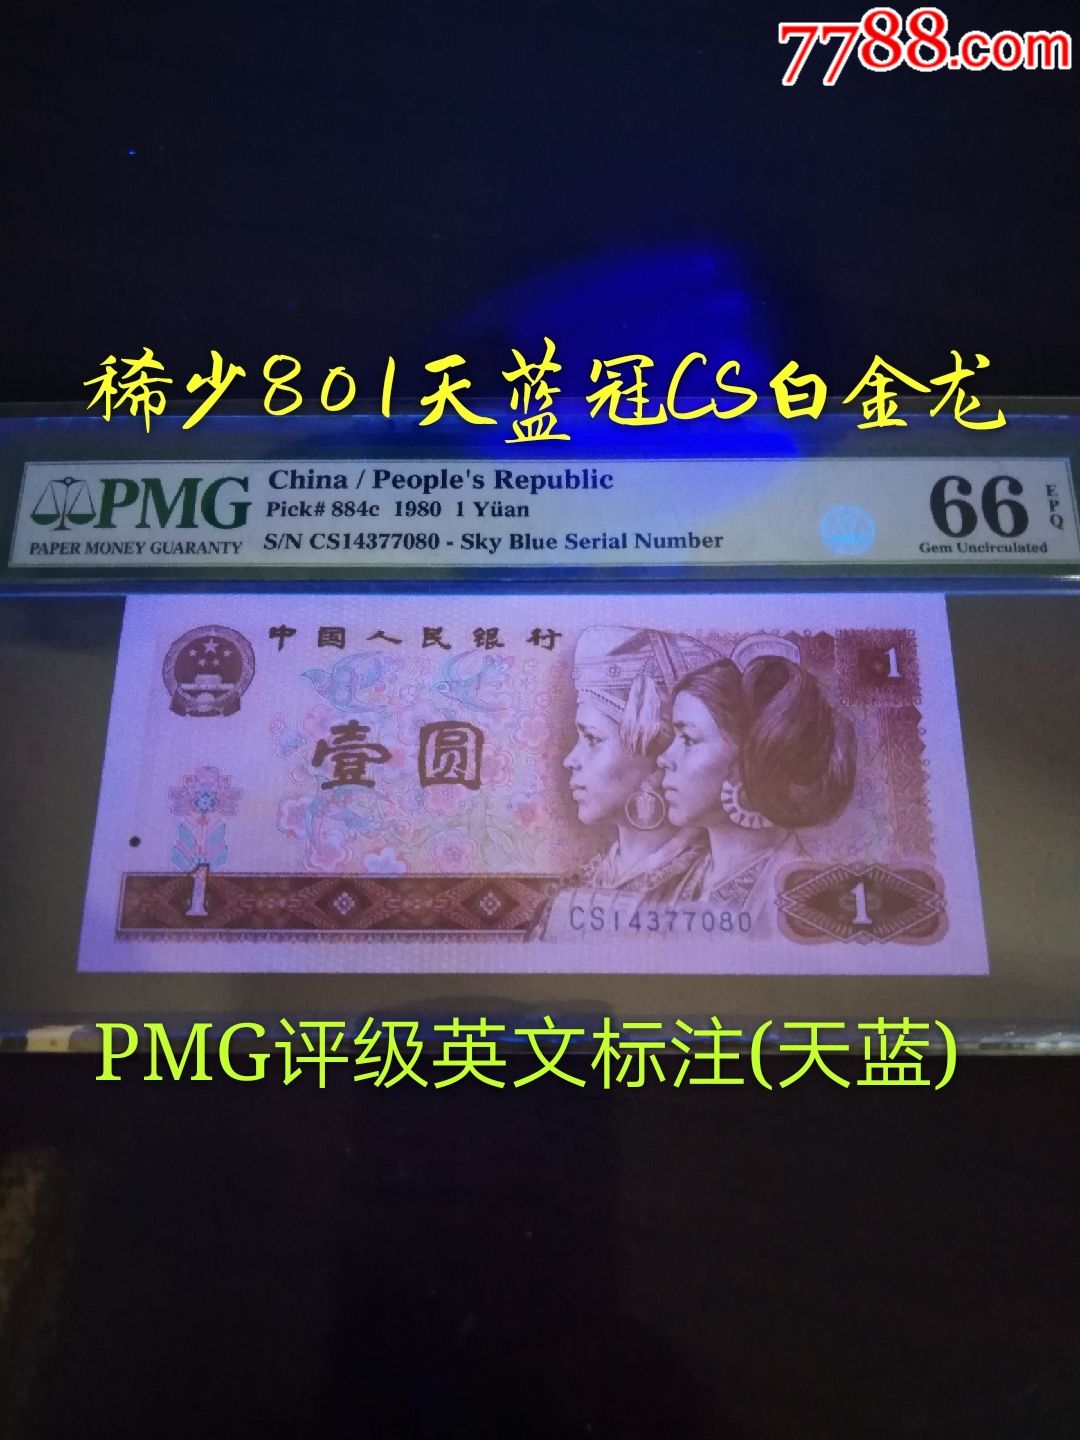 7788.com
稀少801天蓝冠CS白金龙
PMG
PAPER MONEY GUARANTY
China / People's Republic
Pick# 884c 1980 1 Yüan
S/N CS14377080 - Sky Blue Serial Number
66
EPQ
Gem Uncirculated
中国人民银行
1
壹圆
1
CS14377080
1
PMG评级英文标注(天蓝)